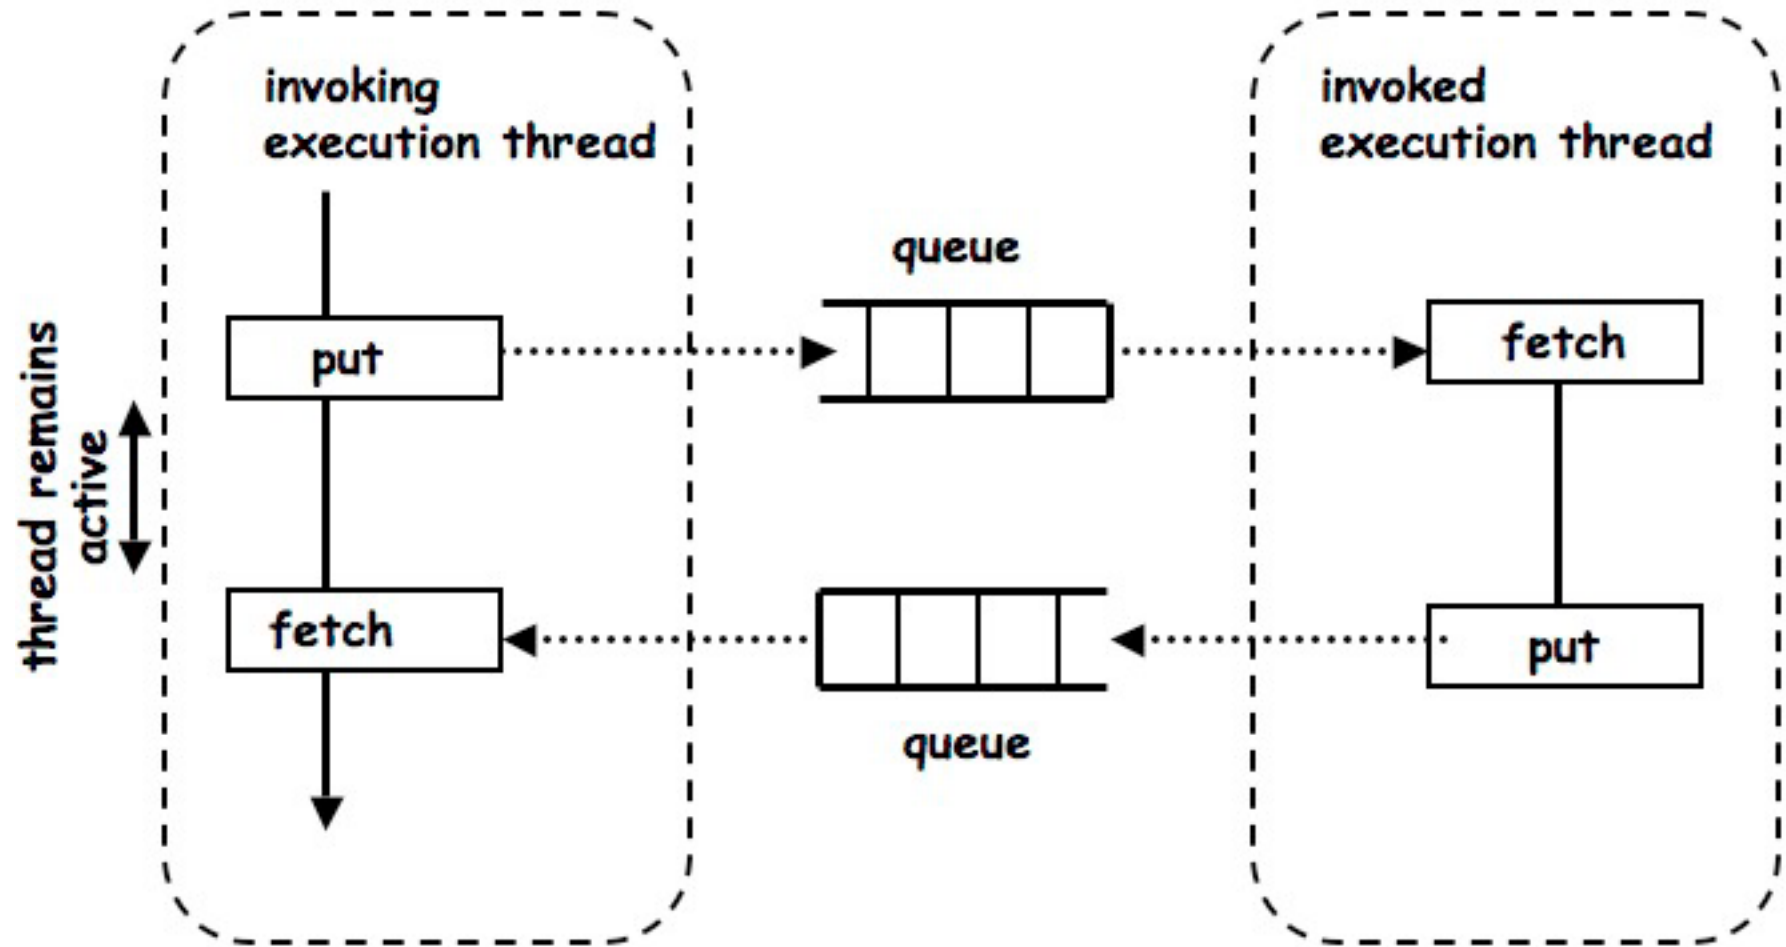 invoking
execution thread
invoked
execution thread
queue
put
fetch
thread remains
active
fetch
put
queue